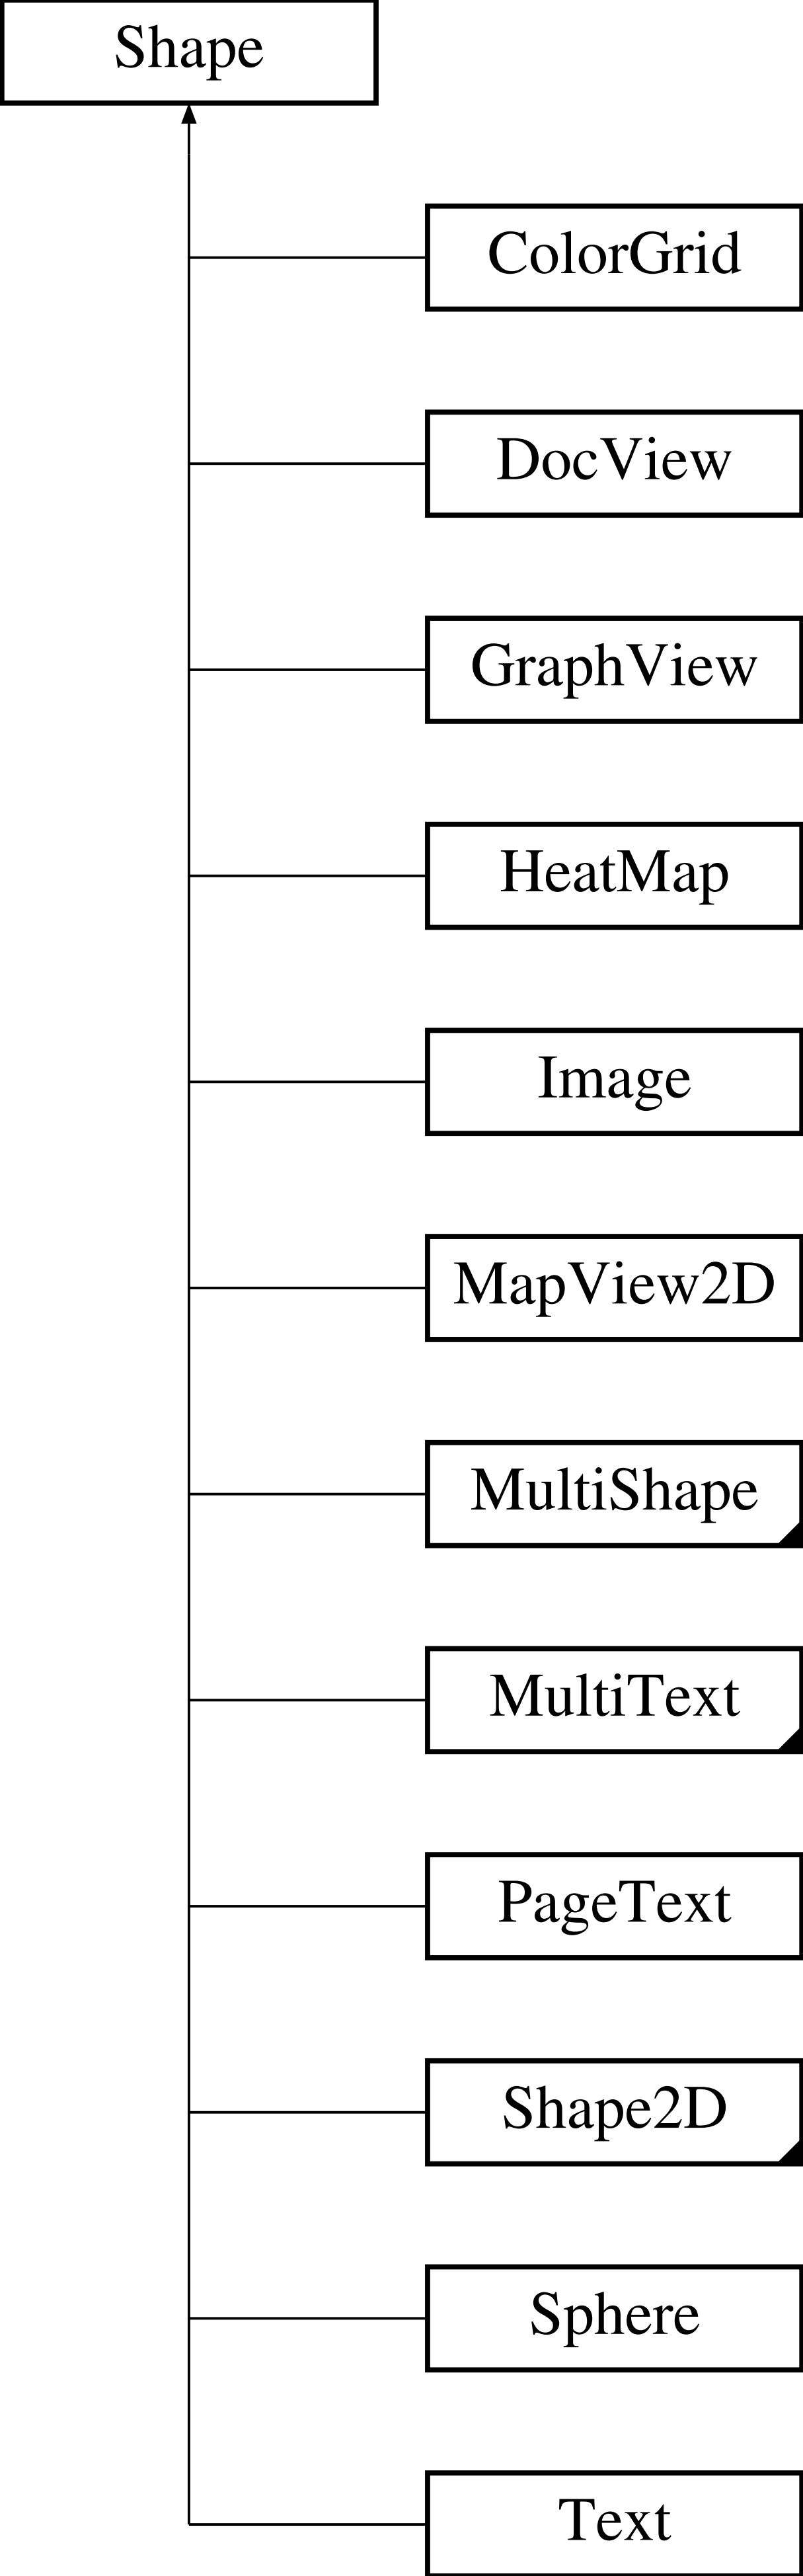 Shape
ColorGrid
DocView
GraphView
HeatMap
Image
MapView2D
MultiShape
MultiText
PageText
Shape2D
Sphere
Text